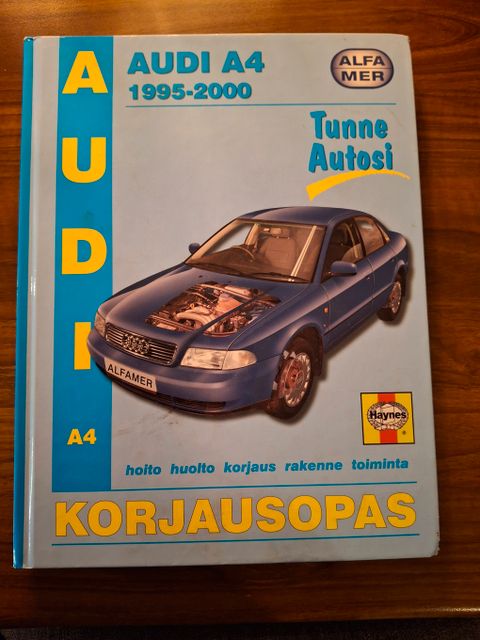 AUDI
A4
AUDI A4
1995-2000
ALFA
MER
Tunne
Autosi
ALFAMER
Haynes
®
hoito huolto korjaus rakenne toiminta
KORJAUSOPAS